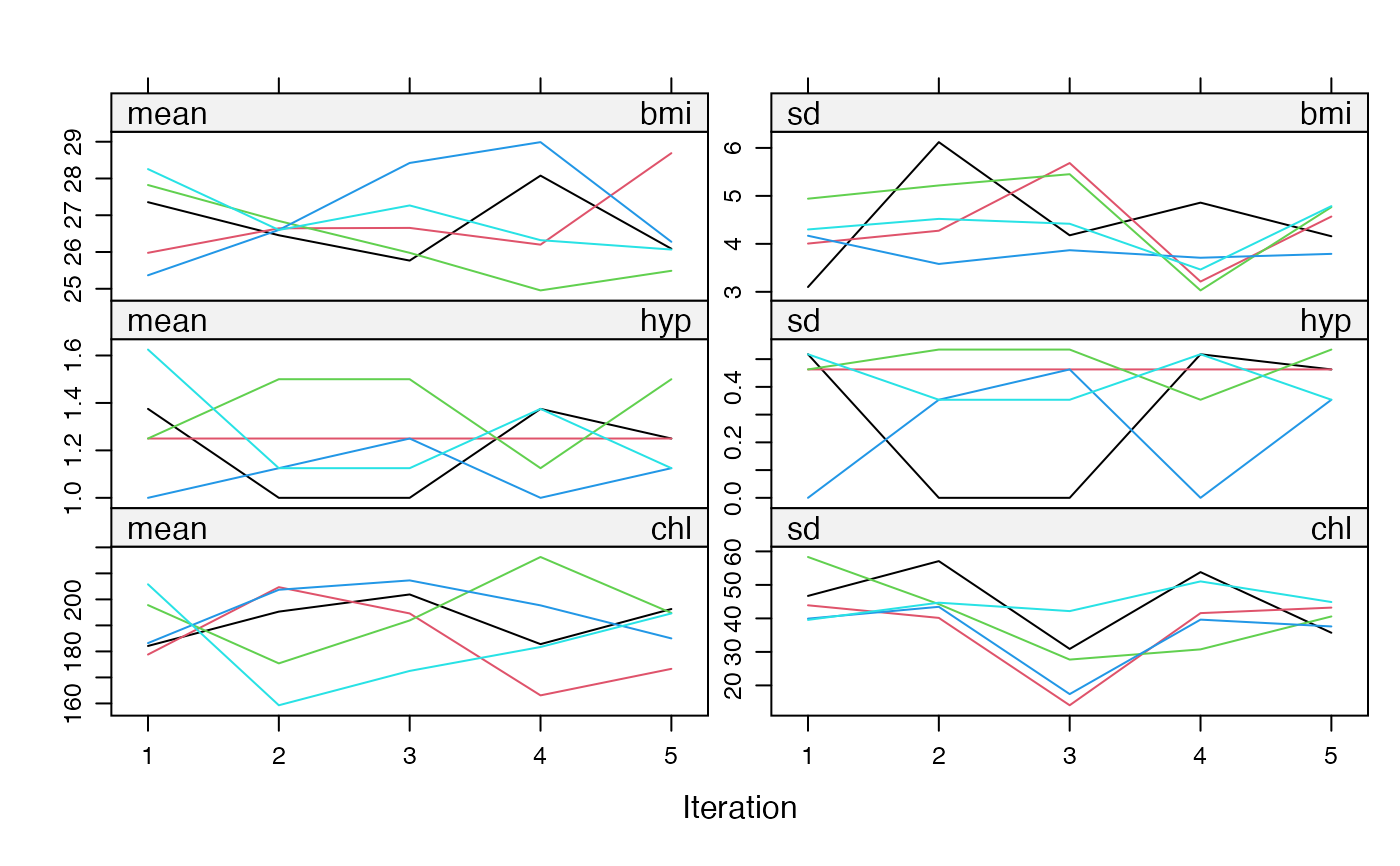 mean bmi sd bmi
29 28 27 26 25
6 5 4 3
mean hyp sd hyp
1.6 1.4 1.2 1.0
0.4 0.2 0.0
mean chl sd chl
200 180 160
60 50 40 30 20
1 2 3 4 5 1 2 3 4 5
Iteration